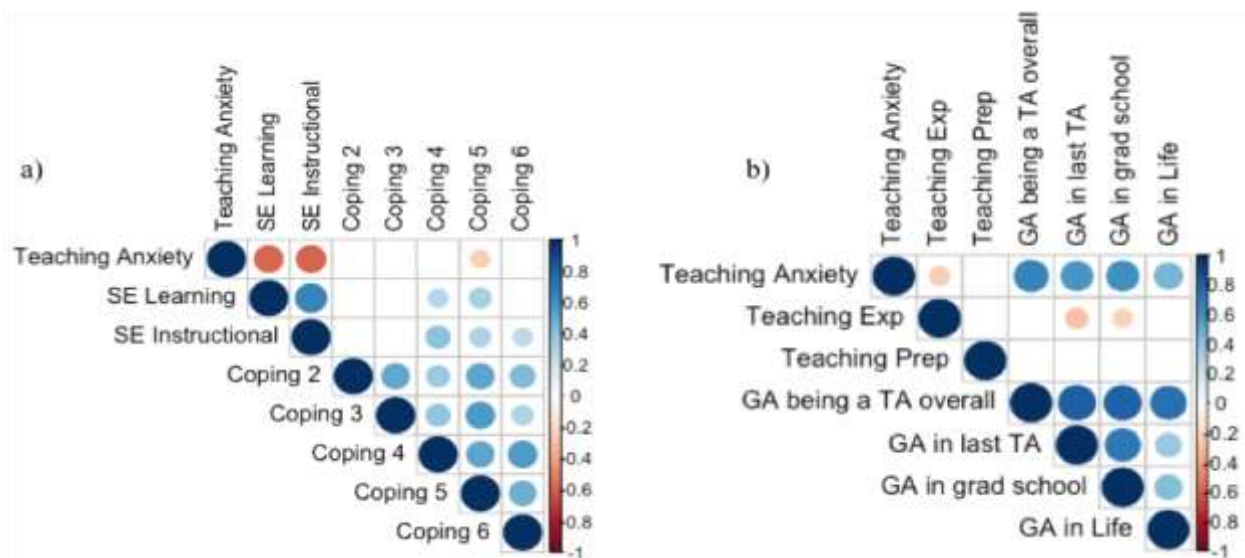 a)
Teaching Anxiety
SE Learning
SE Instructional
Coping 2
Coping 3
Coping 4
Coping 5
Coping 6
Teaching Anxiety
SE Learning
SE Instructional
Coping 2
Coping 3
Coping 4
Coping 5
Coping 6
1
0.8
0.6
0.4
0.2
0
-0.2
-0.4
-0.6
-0.8
-1
b)
Teaching Anxiety
Teaching Exp
Teaching Prep
GA being a TA overall
GA in last TA
GA in grad school
GA in Life
Teaching Anxiety
Teaching Exp
Teaching Prep
GA being a TA overall
GA in last TA
GA in grad school
GA in Life
1
0.8
0.6
0.4
0.2
0
-0.2
-0.4
-0.6
-0.8
-1